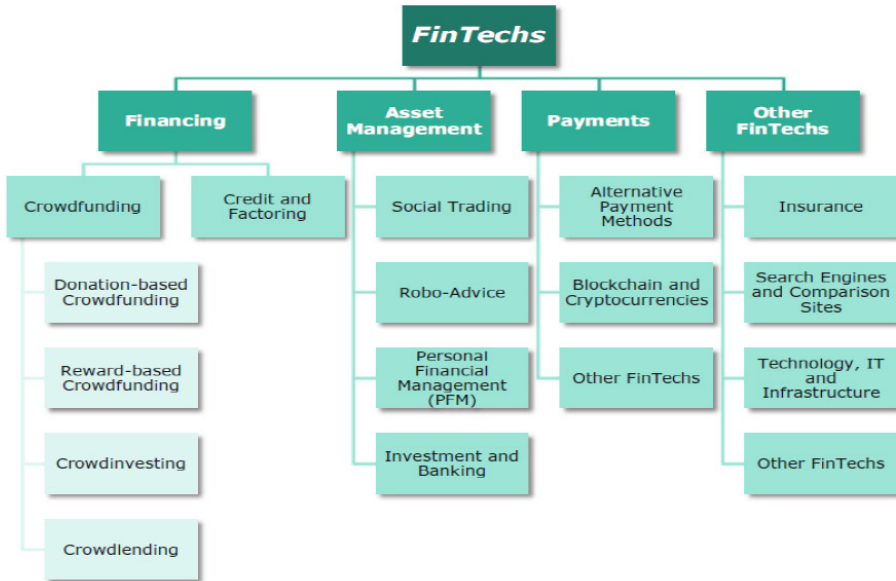 FinTechs
Financing
Asset
Management
Payments
Other
FinTechs
Crowdfunding
Credit and
Factoring
Social Trading
Alternative
Payment
Methods
Insurance
Donation-based
Crowdfunding
Robo-Advice
Blockchain and
Cryptocurrencies
Search Engines
and Comparison
Sites
Reward-based
Crowdfunding
Personal
Financial
Management
(PFM)
Other FinTechs
Technology, IT
and
Infrastructure
Crowdinvesting
Investment and
Banking
Other FinTechs
Crowdlending